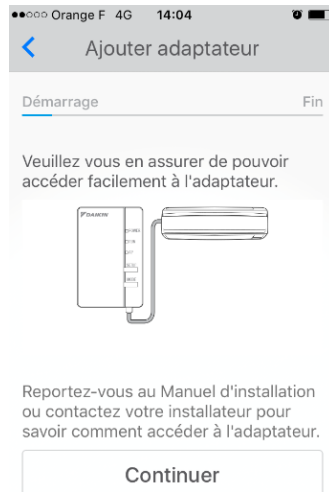 Orange F 4G 14:04
Ajouter adaptateur
Démarrage Fin
Veuillez vous en assurer de pouvoir
accéder facilement à l'adaptateur.
DAIKIN
Reportez-vous au Manuel d'installation
ou contactez votre installateur pour
savoir comment accéder à l'adaptateur.
Continuer